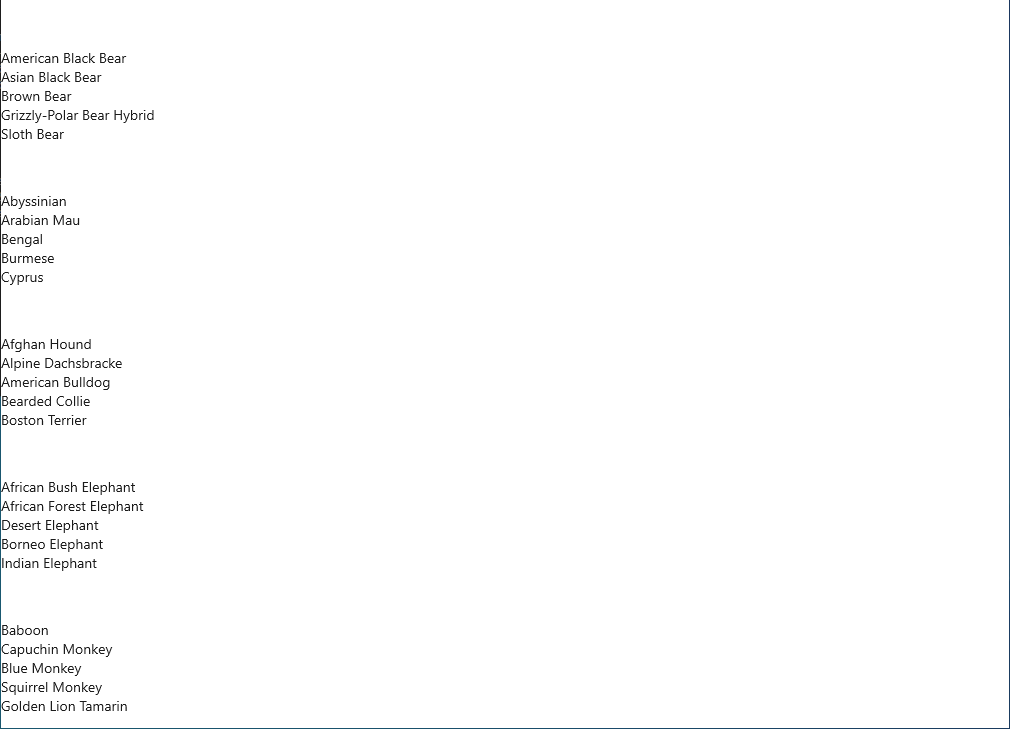 American Black Bear
Asian Black Bear
Brown Bear
Grizzly-Polar Bear Hybrid
Sloth Bear
Abyssinian
Arabian Mau
Bengal
Burmese
Cyprus
Afghan Hound
Alpine Dachsbracke
American Bulldog
Bearded Collie
Boston Terrier
African Bush Elephant
African Forest Elephant
Desert Elephant
Borneo Elephant
Indian Elephant
Baboon
Capuchin Monkey
Blue Monkey
Squirrel Monkey
Golden Lion Tamarin